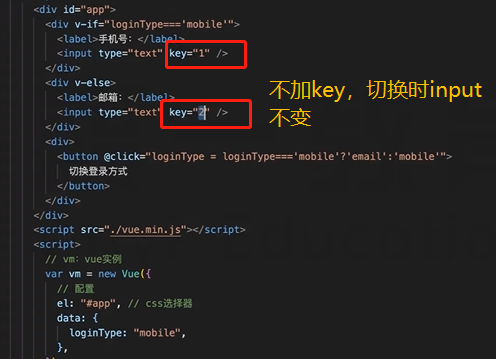 <div id="app">
<div v-if="loginType==='mobile'">
<label>手机号：</label>
<input type="text" key="1" />
</div>
<div v-else>
<label>邮箱：</label>
<input type="text" key="2" />
</div>
<div>
<button @click="loginType = loginType==='mobile'?'email':'mobile'">
切换登录方式
</button>
</div>
</div>
<script src="./vue.min.js"></script>
<script>
// vm：vue实例
var vm = new Vue({
// 配置
el: "#app", // css选择器
data: {
loginType: "mobile",
},
不加key，切换时input
不变